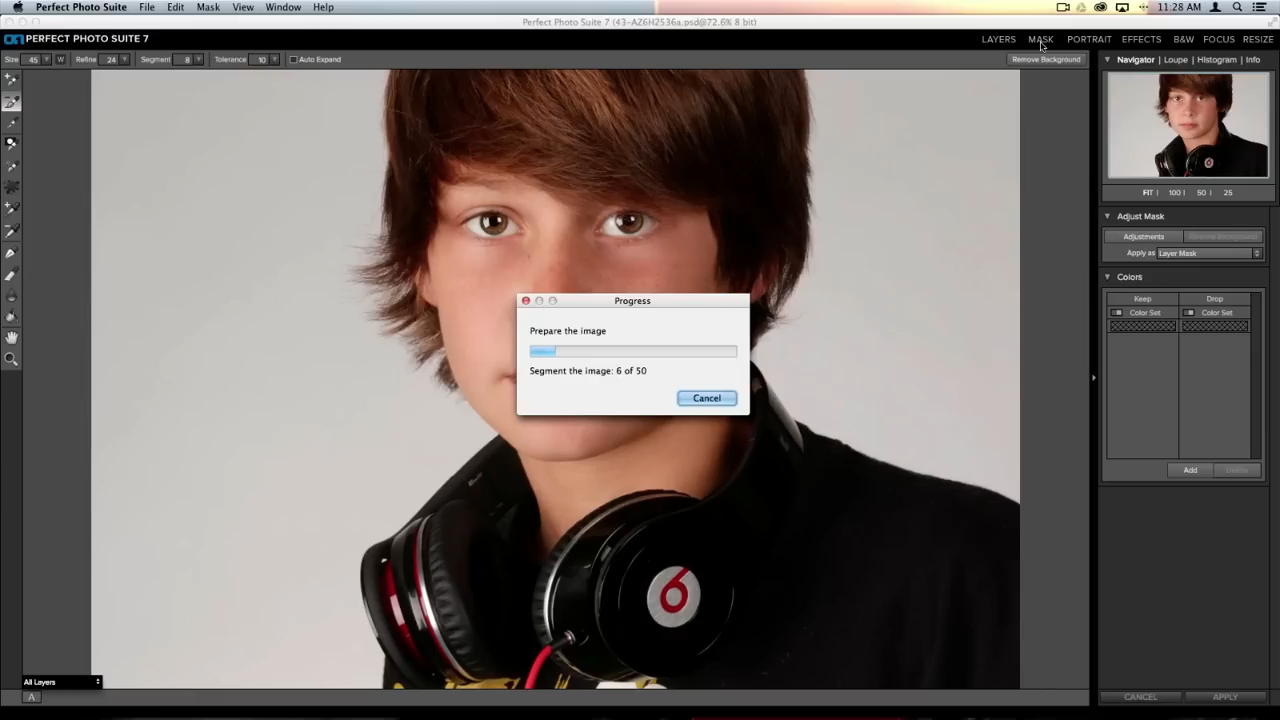 Perfect Photo Suite File Edit Mask View Window Help 11:28 AM
Perfect Photo Suite 7 (43-AZ6H2536a.psd@72.6% 8 bit)
on PERFECT PHOTO SUITE 7 LAYERS MASK PORTRAIT EFFECTS B&W FOCUS RESIZE
Size 45 W Refine 24 Segment 8 Tolerance 10 Auto Expand Remove Background
Navigator | Loupe | Histogram | Info
FIT | 100 | 50 | 25
Adjust Mask
Adjustments Remove Background
Apply as Layer Mask
Colors
Keep Drop
Color Set Color Set
Add Delete
Progress
Prepare the image
Segment the image: 6 of 50
Cancel
All Layers
A
CANCEL APPLY